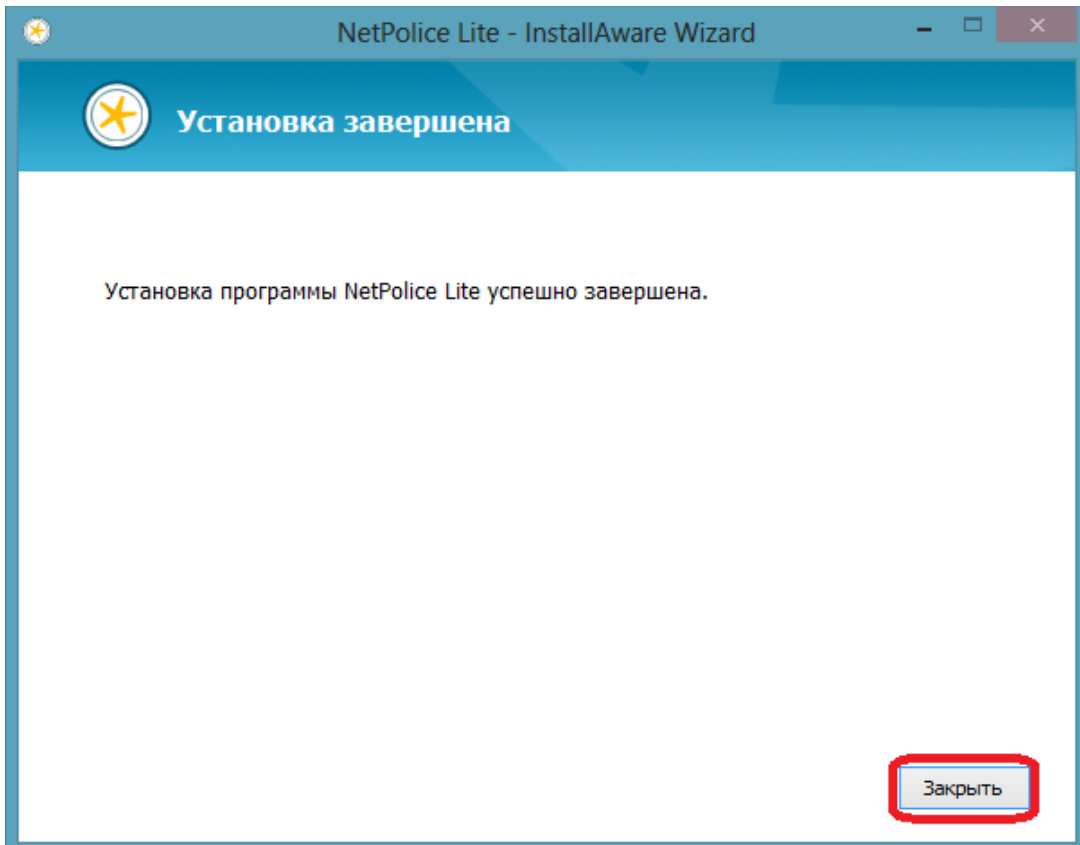 NetPolice Lite - InstallAware Wizard
Установка завершена
Установка программы NetPolice Lite успешно завершена.
Закрыть